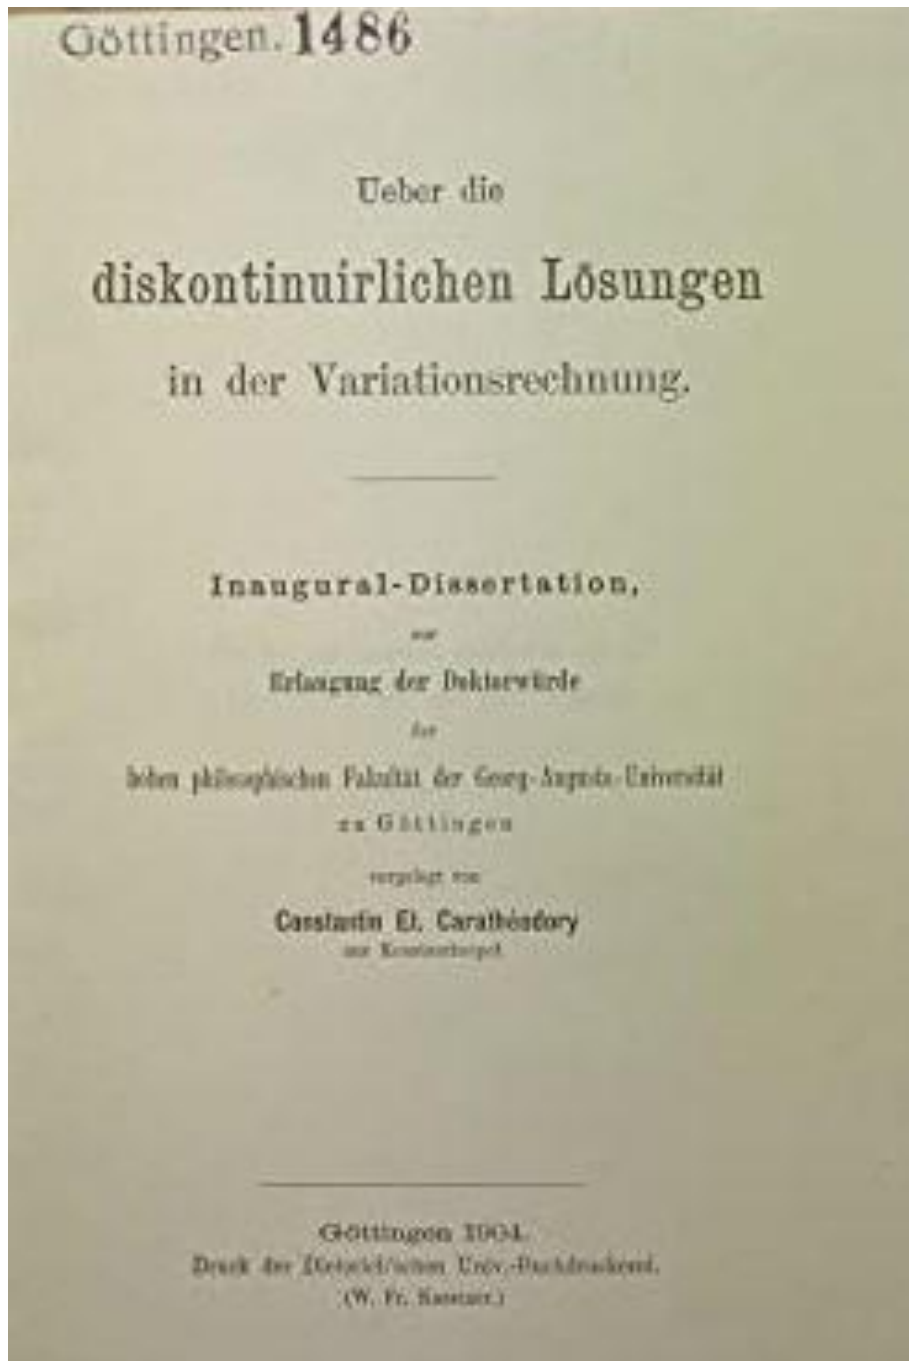 Göttingen. 1486
Ueber die
diskontinuirlichen Lösungen
in der Variationsrechnung.
Inaugural-Dissertation,
zur
Erlangung der Doktorwürde
der
hohen philosophischen Fakultät der Georg-Augusts-Universität
zu Göttingen
vorgelegt von
Constantin El. Carathéodory
aus Konstantinopel.
Göttingen 1904.
Druck der Dieterich'schen Univ.-Buchdruckerei.
(W. Fr. Kaestner.)